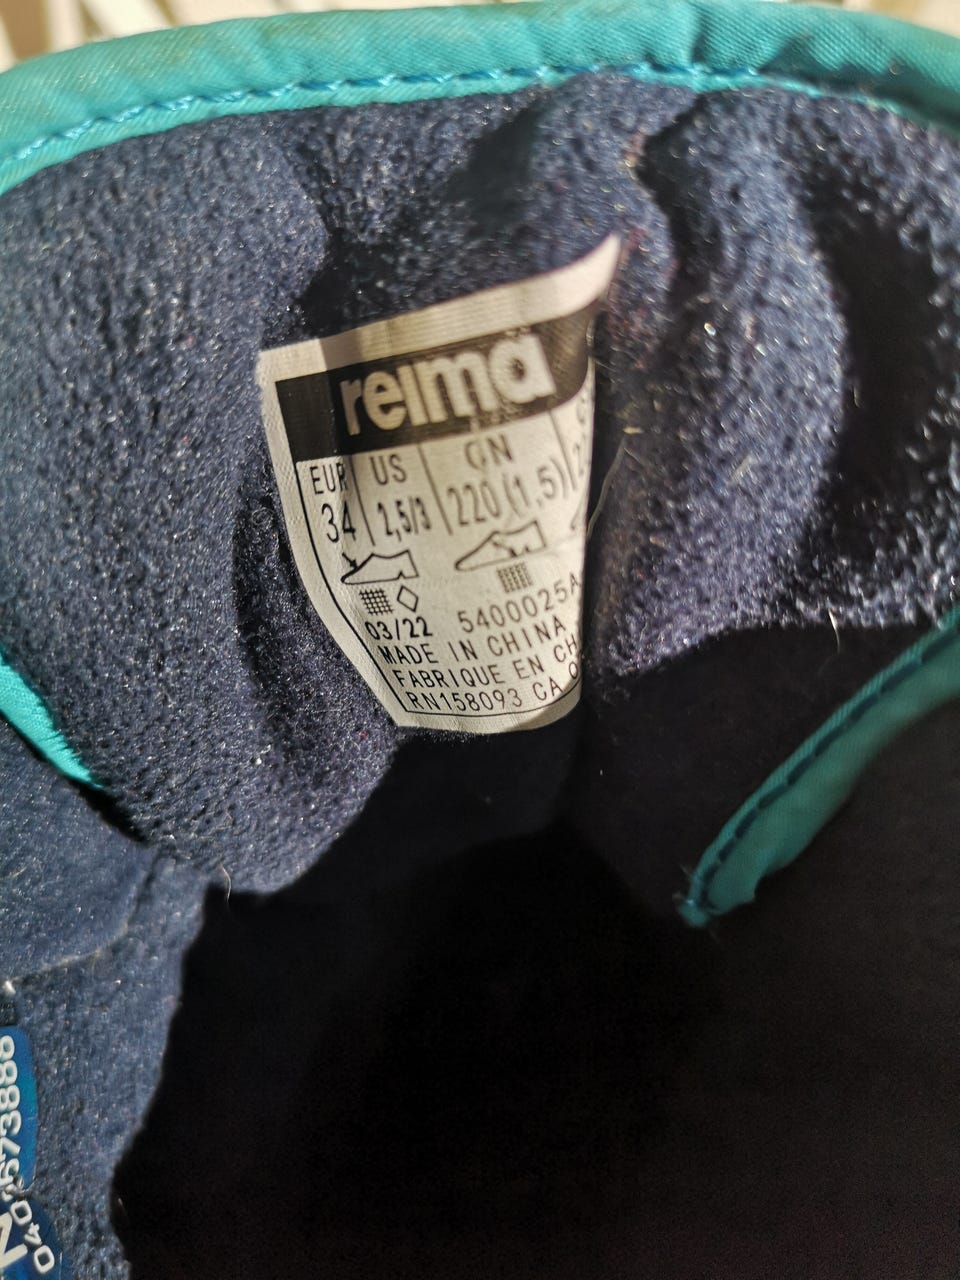 reima
EUR US CN
34 2,5/3 220 (1,5)
03/22 5400025A
MADE IN CHINA
FABRIQUE EN CH
RN158093 CA